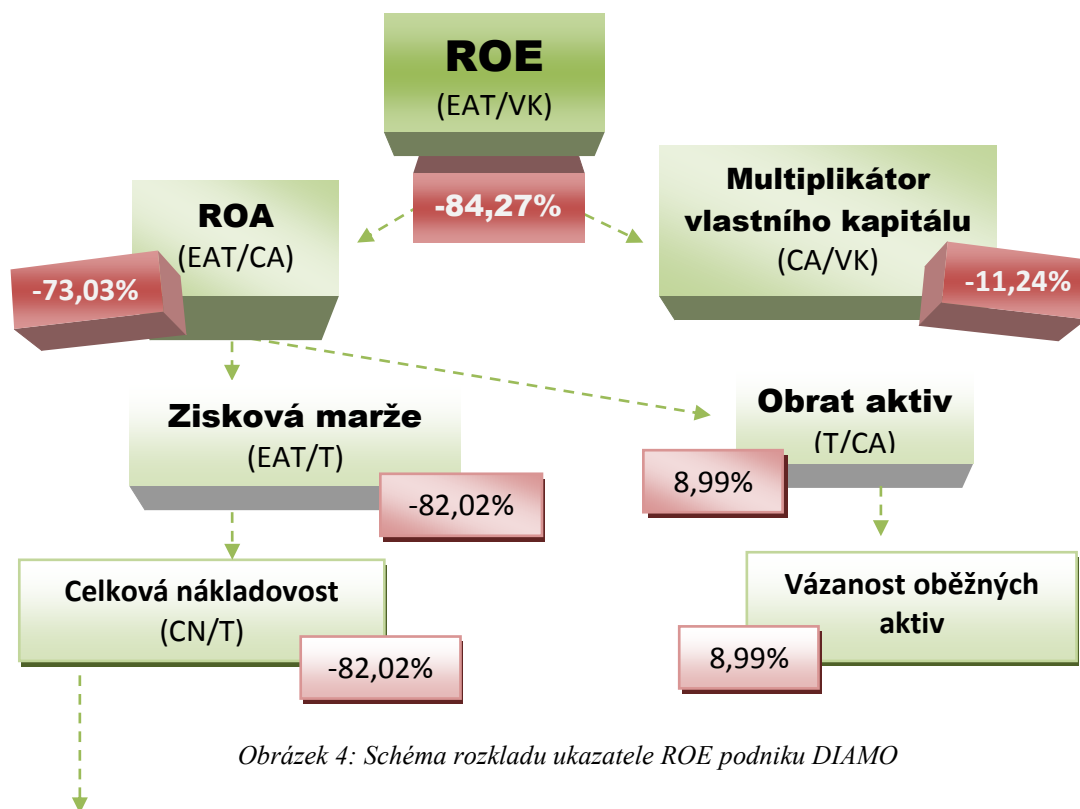 ROE
(EAT/VK)
-84,27%
ROA
(EAT/CA)
-73,03%
Multiplikátor
vlastního kapitálu
(CA/VK)
-11,24%
Zisková marže
(EAT/T)
-82,02%
Obrat aktiv
(T/CA)
8,99%
Celková nákladovost
(CN/T)
-82,02%
Vázanost oběžných
aktiv
8,99%
Obrázek 4: Schéma rozkladu ukazatele ROE podniku DIAMO